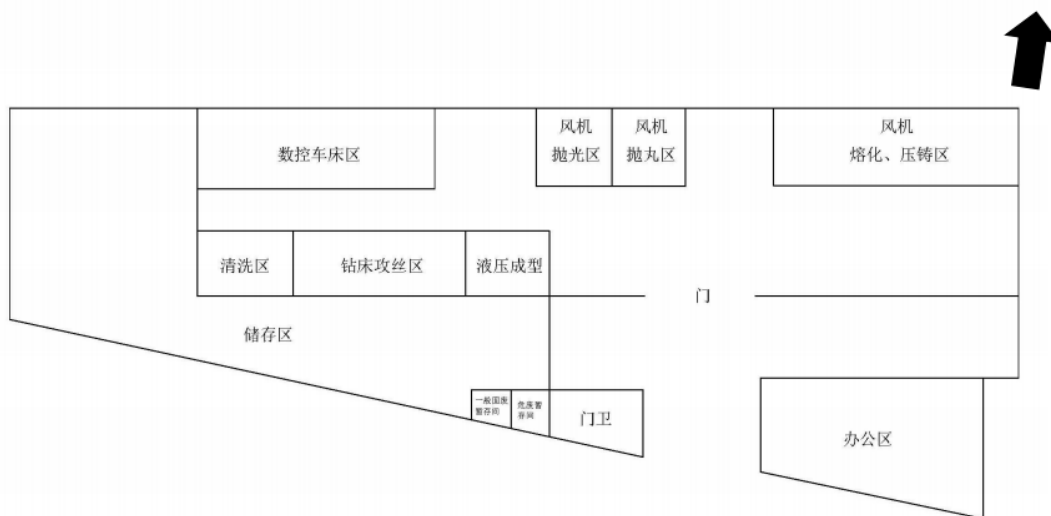 数控车床区
风机
抛光区
风机
抛丸区
风机
熔化、压铸区
清洗区
钻床攻丝区
液压成型
门
储存区
一般固废
暂存间
危废暂
存间
门卫
办公区